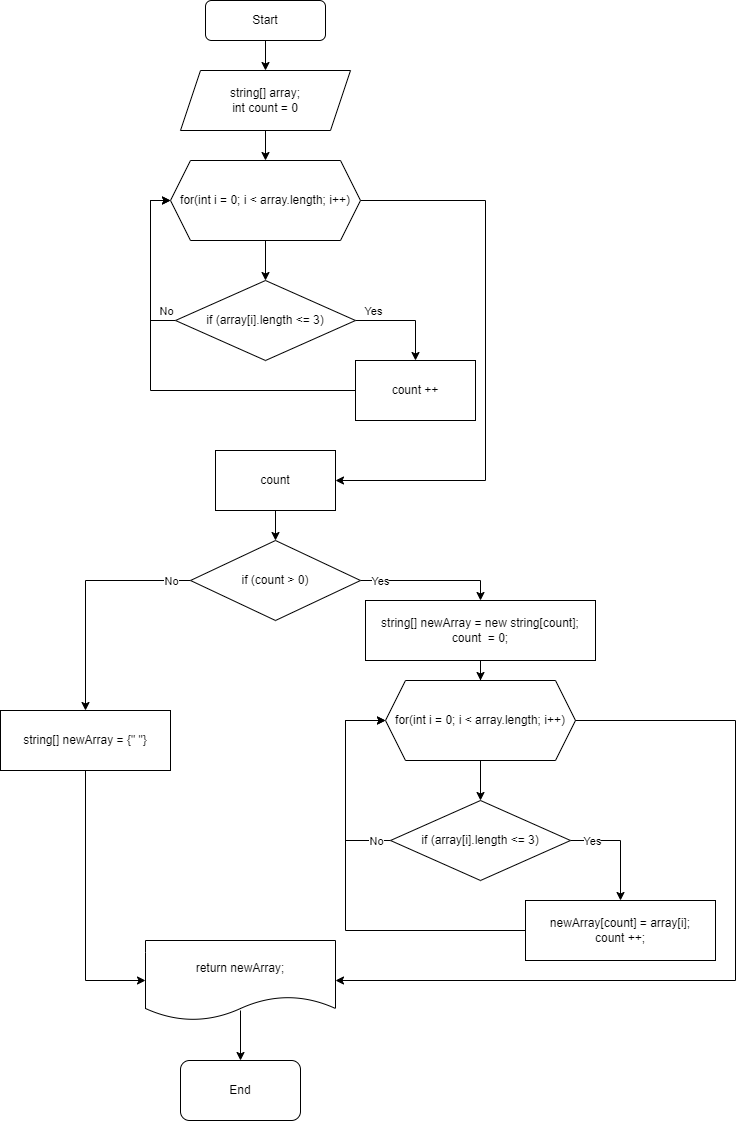 Start
string[] array;
int count = 0
for(int i = 0; i < array.length; i++)
No
if (array[i].length <= 3)
Yes
count ++
count
No
if (count > 0)
Yes
string[] newArray = new string[count];
count  = 0;
for(int i = 0; i < array.length; i++)
string[] newArray = {" "}
No
if (array[i].length <= 3)
Yes
newArray[count] = array[i];
count ++;
return newArray;
End